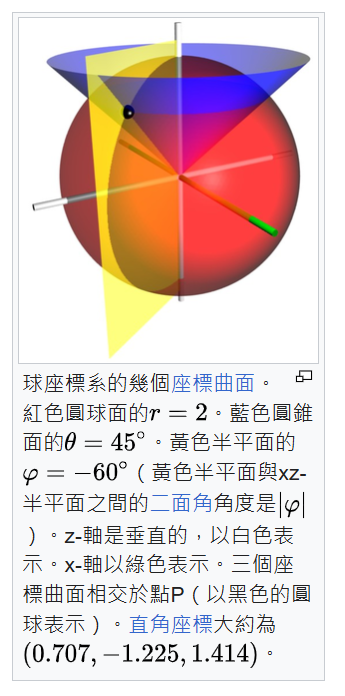 球座標系的幾個座標曲面。
紅色圓球面的r = 2。藍色圓錐
面的θ = 45°。黃色半平面的
φ = −60°（黃色半平面與xz-
半平面之間的二面角角度是|φ|
）。z-軸是垂直的，以白色表
示。x-軸以綠色表示。三個座
標曲面相交於點P（以黑色的圓
球表示）。直角座標大約為
(0.707, −1.225, 1.414)。